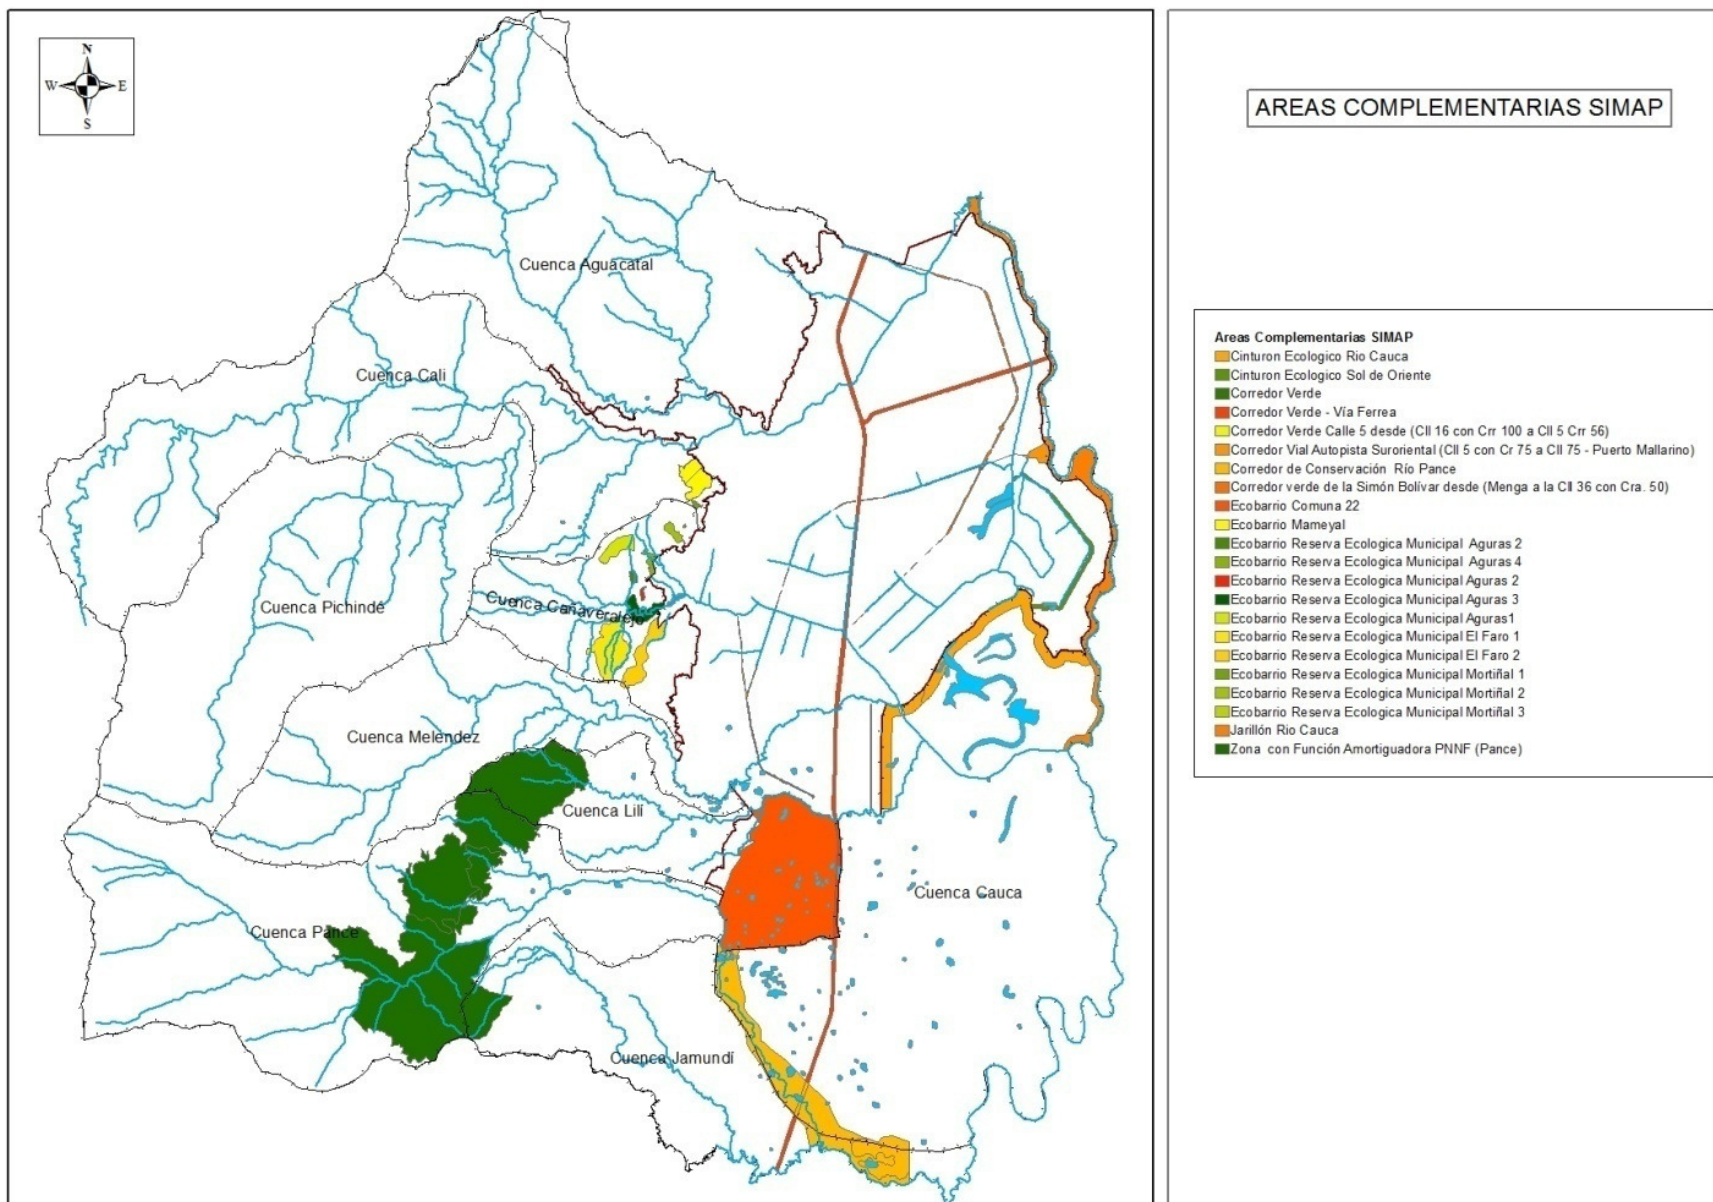 N
W E
S
AREAS COMPLEMENTARIAS SIMAP
Cuenca Aguacatal
Cuenca Cali
Cuenca Pichinde
Cuenca Cañaveralejo
Cuenca Melendez
Cuenca Lilí
Cuenca Cauca
Cuenca Pance
Cuenca Jamundí
Areas Complementarias SIMAP
Cinturon Ecologico Rio Cauca
Cinturon Ecologico Sol de Oriente
Corredor Verde
Corredor Verde - Vía Ferrea
Corredor Verde Calle 5 desde (Cll 16 con Crr 100 a Cll 5 Crr 56)
Corredor Vial Autopista Suroriental (Cll 5 con Cr 75 a Cll 75 - Puerto Mallarino)
Corredor de Conservación Río Pance
Corredor verde de la Simón Bolívar desde (Menga a la Cll 36 con Cra. 50)
Ecobarrio Comuna 22
Ecobarrio Mameyal
Ecobarrio Reserva Ecologica Municipal Aguras 2
Ecobarrio Reserva Ecologica Municipal Aguras 4
Ecobarrio Reserva Ecologica Municipal Aguras 2
Ecobarrio Reserva Ecologica Municipal Aguras 3
Ecobarrio Reserva Ecologica Municipal Aguras1
Ecobarrio Reserva Ecologica Municipal El Faro 1
Ecobarrio Reserva Ecologica Municipal El Faro 2
Ecobarrio Reserva Ecologica Municipal Mortiñal 1
Ecobarrio Reserva Ecologica Municipal Mortiñal 2
Ecobarrio Reserva Ecologica Municipal Mortiñal 3
Jarillón Rio Cauca
Zona con Función Amortiguadora PNNF (Pance)